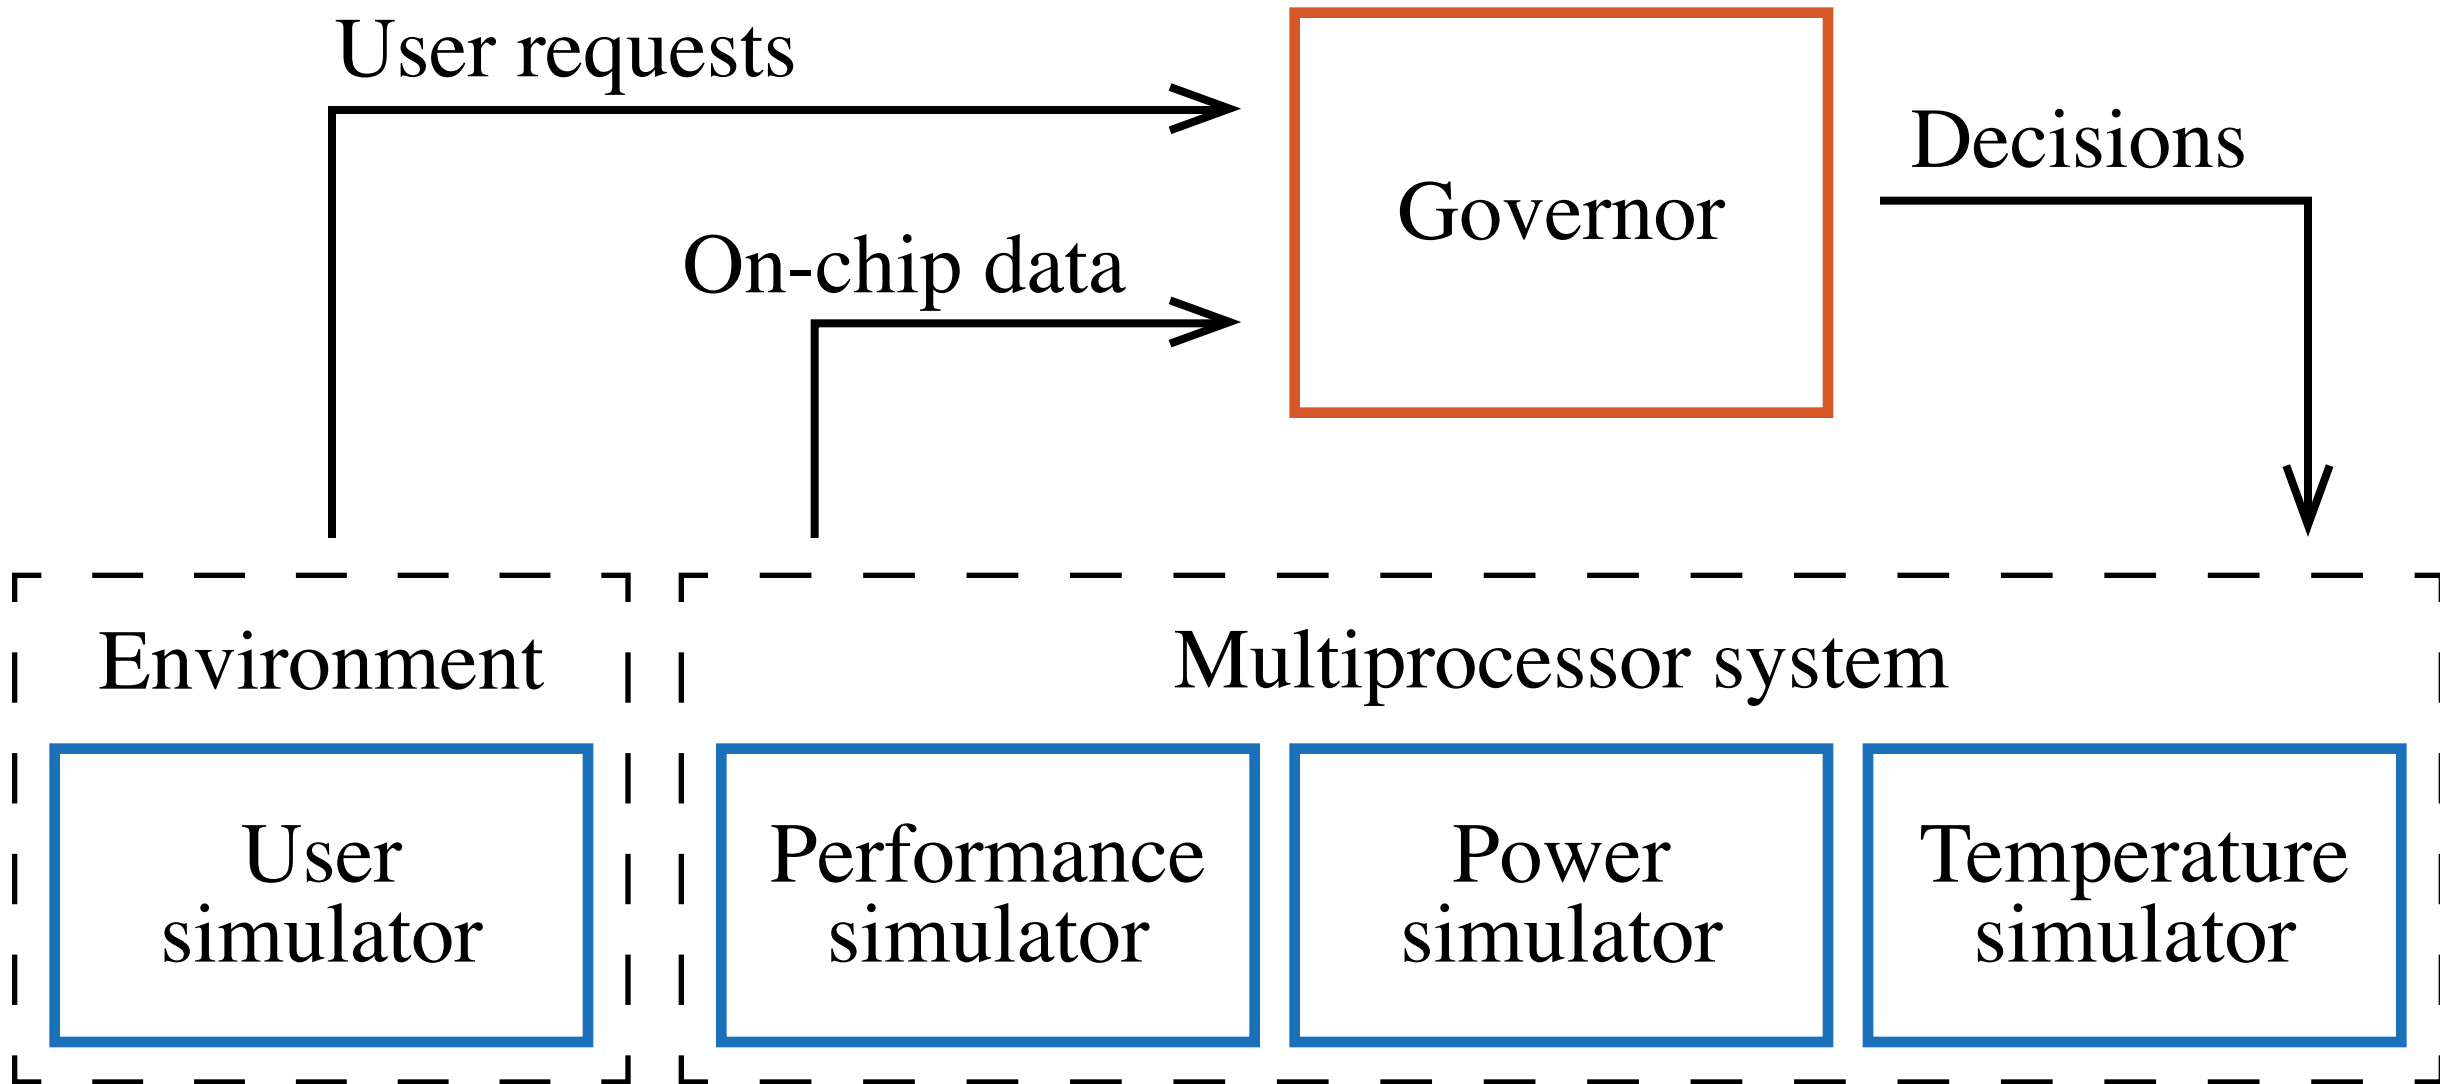 User requests
Decisions
Governor
On-chip data
Environment
Multiprocessor system
User
simulator
Performance
simulator
Power
simulator
Temperature
simulator